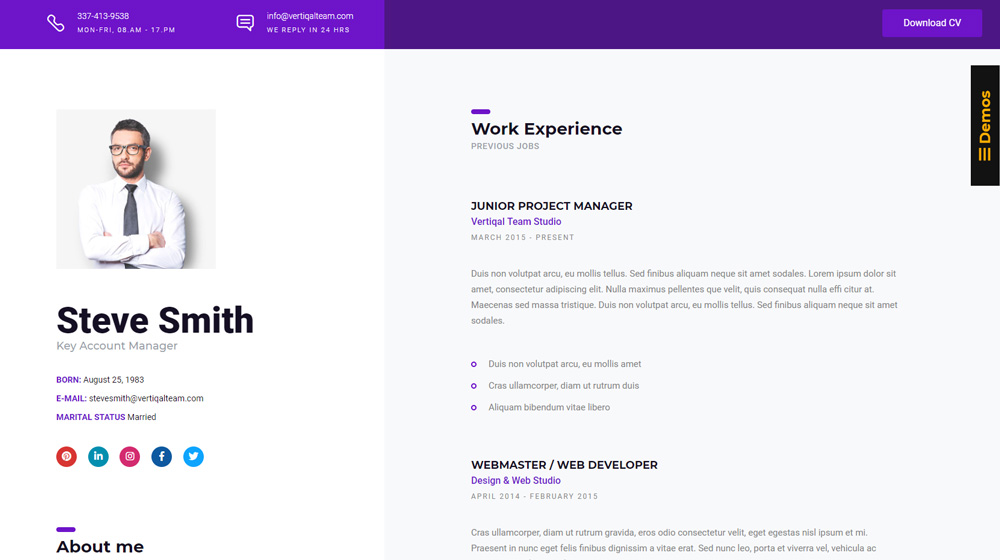 337-413-9538
MON-FRI, 08.AM - 17.PM
info@vertiqalteam.com
WE REPLY IN 24 HRS
Download CV
Demos
Steve Smith
Key Account Manager
BORN: August 25, 1983
E-MAIL: stevesmith@vertiqalteam.com
MARITAL STATUS Married
in
f
About me
Work Experience
PREVIOUS JOBS
JUNIOR PROJECT MANAGER
Vertiqal Team Studio
MARCH 2015 - PRESENT
Duis non volutpat arcu, eu mollis tellus. Sed finibus aliquam neque sit amet sodales. Lorem ipsum dolor sit
amet, consectetur adipiscing elit. Nulla maximus pellentes que velit, quis consequat nulla effi citur at.
Maecenas sed massa tristique. Duis non volutpat arcu, eu mollis tellus. Sed finibus aliquam neque sit amet
sodales.
Duis non volutpat arcu, eu mollis amet
Cras ullamcorper, diam ut rutrum duis
Aliquam bibendum vitae libero
WEBMASTER / WEB DEVELOPER
Design & Web Studio
APRIL 2014 - FEBRUARY 2015
Cras ullamcorper, diam ut rutrum gravida, eros odio consectetur velit, eget egestas nisl ipsum et mi.
Praesent in nunc eget felis finibus dignissim a vitae erat. Sed nunc leo, porta et viverra vel, vehicula ac